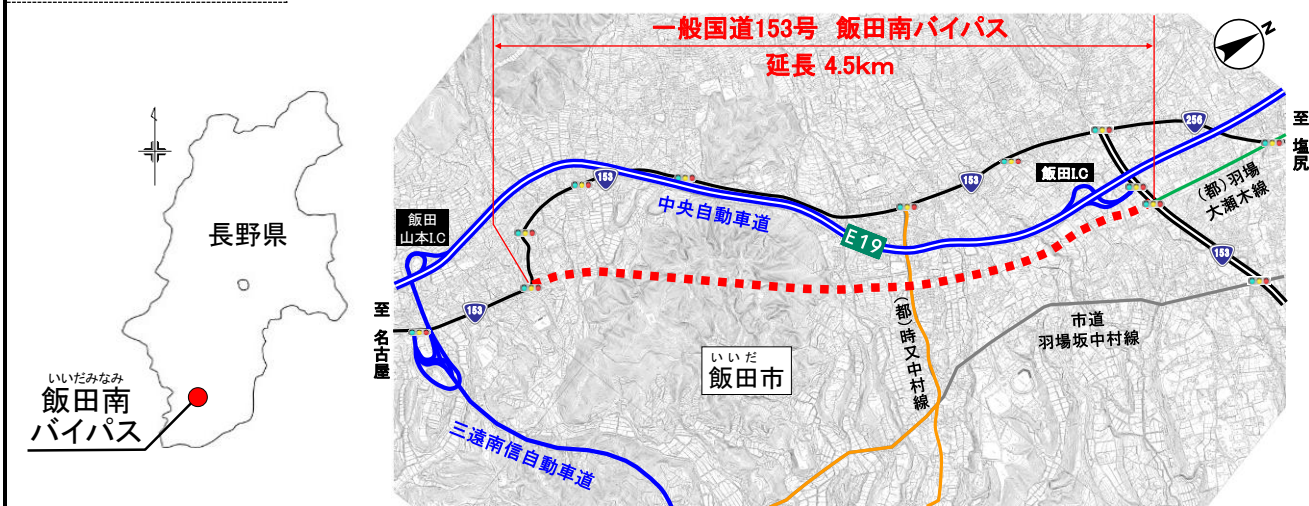 一般国道153号 飯田南バイパス
延長 4.5km
N
4
長野県
いいだみなみ
飯田南
バイパス
飯田
山本I.C
至 名古屋
153
153
中央自動車道
E19
153
飯田I.C
256
至 塩尻
(都)羽場
大瀬木線
153
市道
羽場坂中村線
(都)時又中村線
いいだ
飯田市
三遠南信自動車道